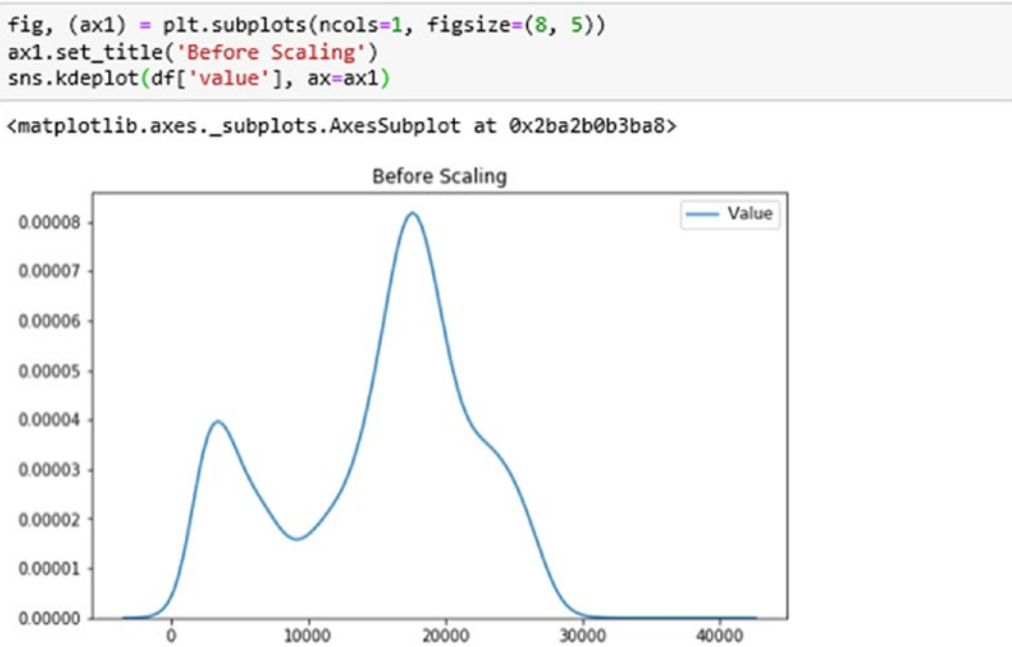 fig, (ax1) = plt.subplots(ncols=1, figsize=(8, 5))
ax1.set_title('Before Scaling')
sns.kdeplot(df['value'], ax=ax1)
<matplotlib.axes._subplots.AxesSubplot at 0x2ba2b0b3ba8>
Before Scaling
Value
0.00008
0.00007
0.00006
0.00005
0.00004
0.00003
0.00002
0.00001
0.00000
0 10000 20000 30000 40000